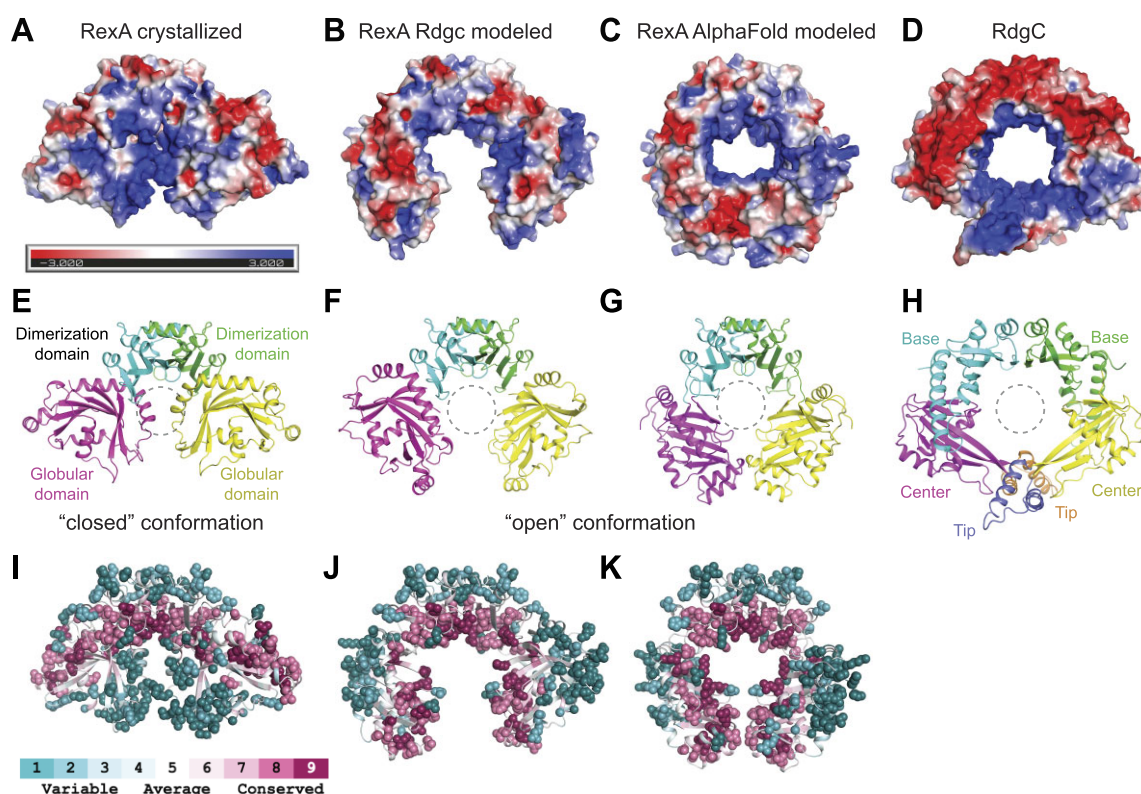 A RexA crystallized
B RexA Rdgc modeled
C RexA AlphaFold modeled
D RdgC
-3.000 3.000
E
Dimerization domain
Dimerization domain
Globular domain
Globular domain
"closed" conformation
F
G
"open" conformation
H
Base
Base
Center
Center
Tip
Tip
I
J
K
1 2 3 4 5 6 7 8 9
Variable Average Conserved